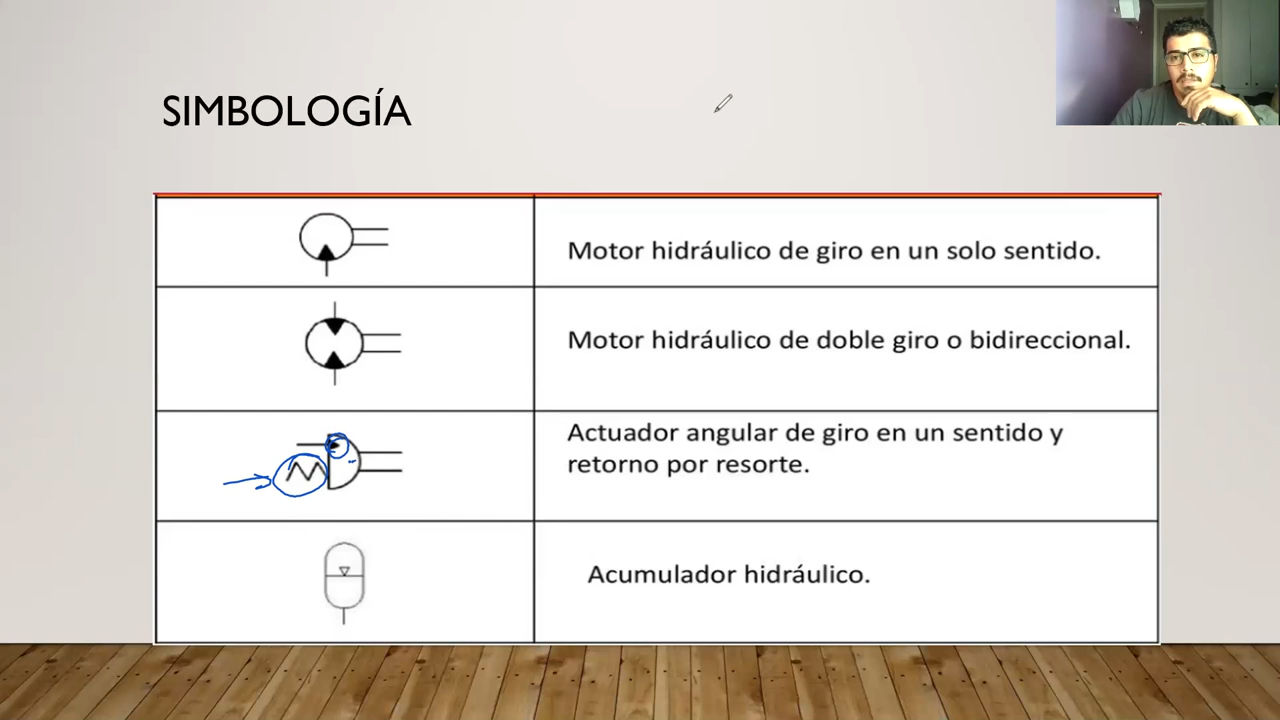 SIMBOLOGÍA
Motor hidráulico de giro en un solo sentido.
Motor hidráulico de doble giro o bidireccional.
Actuador angular de giro en un sentido y
retorno por resorte.
Acumulador hidráulico.